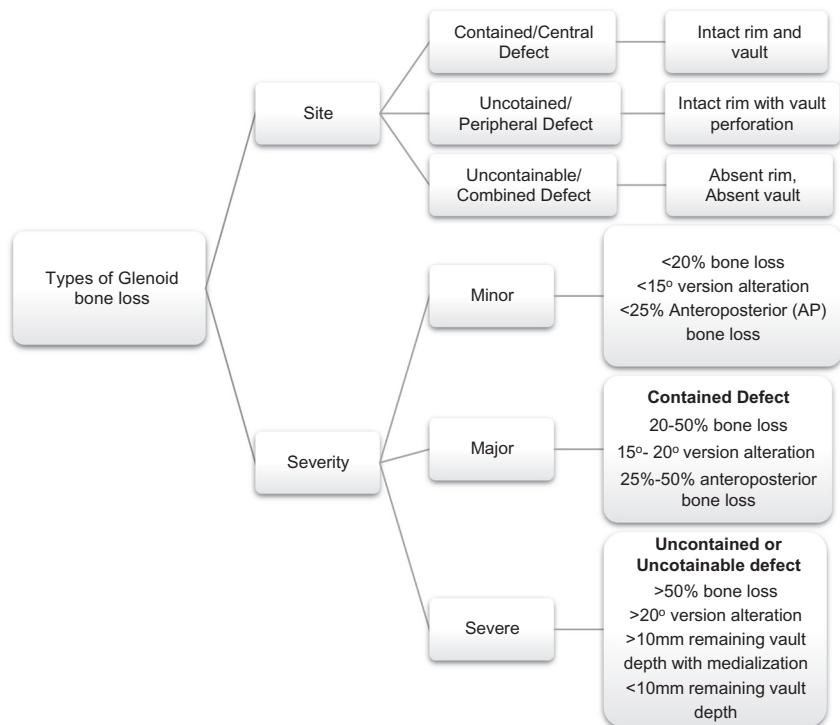 Types of Glenoid
bone loss
Site
Contained/Central
Defect
Intact rim and
vault
Uncotained/
Peripheral Defect
Intact rim with vault
perforation
Uncontainable/
Combined Defect
Absent rim,
Absent vault
Severity
Minor
<20% bone loss
<15º version alteration
<25% Anteroposterior (AP)
bone loss
Major
Contained Defect
20-50% bone loss
15º- 20º version alteration
25%-50% anteroposterior
bone loss
Severe
Uncontained or
Uncotainable defect
>50% bone loss
>20º version alteration
>10mm remaining vault
depth with medialization
<10mm remaining vault
depth